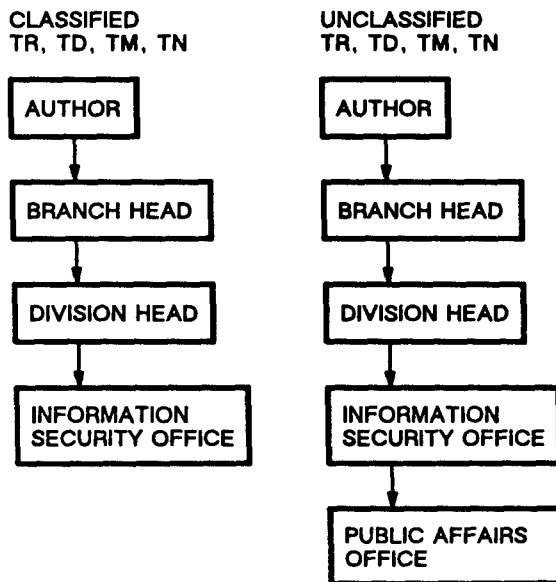 CLASSIFIED
TR, TD, TM, TN
AUTHOR
BRANCH HEAD
DIVISION HEAD
INFORMATION
SECURITY OFFICE
UNCLASSIFIED
TR, TD, TM, TN
AUTHOR
BRANCH HEAD
DIVISION HEAD
INFORMATION
SECURITY OFFICE
PUBLIC AFFAIRS
OFFICE